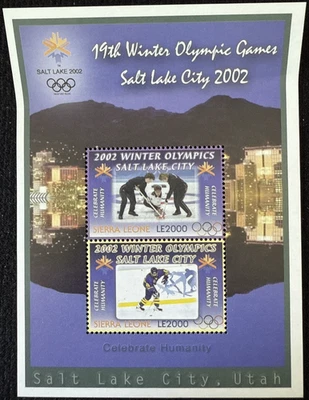 19th Winter Olympic Games
Salt Lake City 2002
SALT LAKE 2002
2002 WINTER OLYMPICS
SALT LAKE CITY
CELEBRATE
HUMANITY
CELEBRATE
HUMANITY
SIERRA LEONE LE2000
2002 WINTER OLYMPICS
SALT LAKE CITY
CELEBRATE
HUMANITY
CELEBRATE
HUMANITY
SIERRA LEONE LE2000
Celebrate Humanity
Salt Lake City, Utah